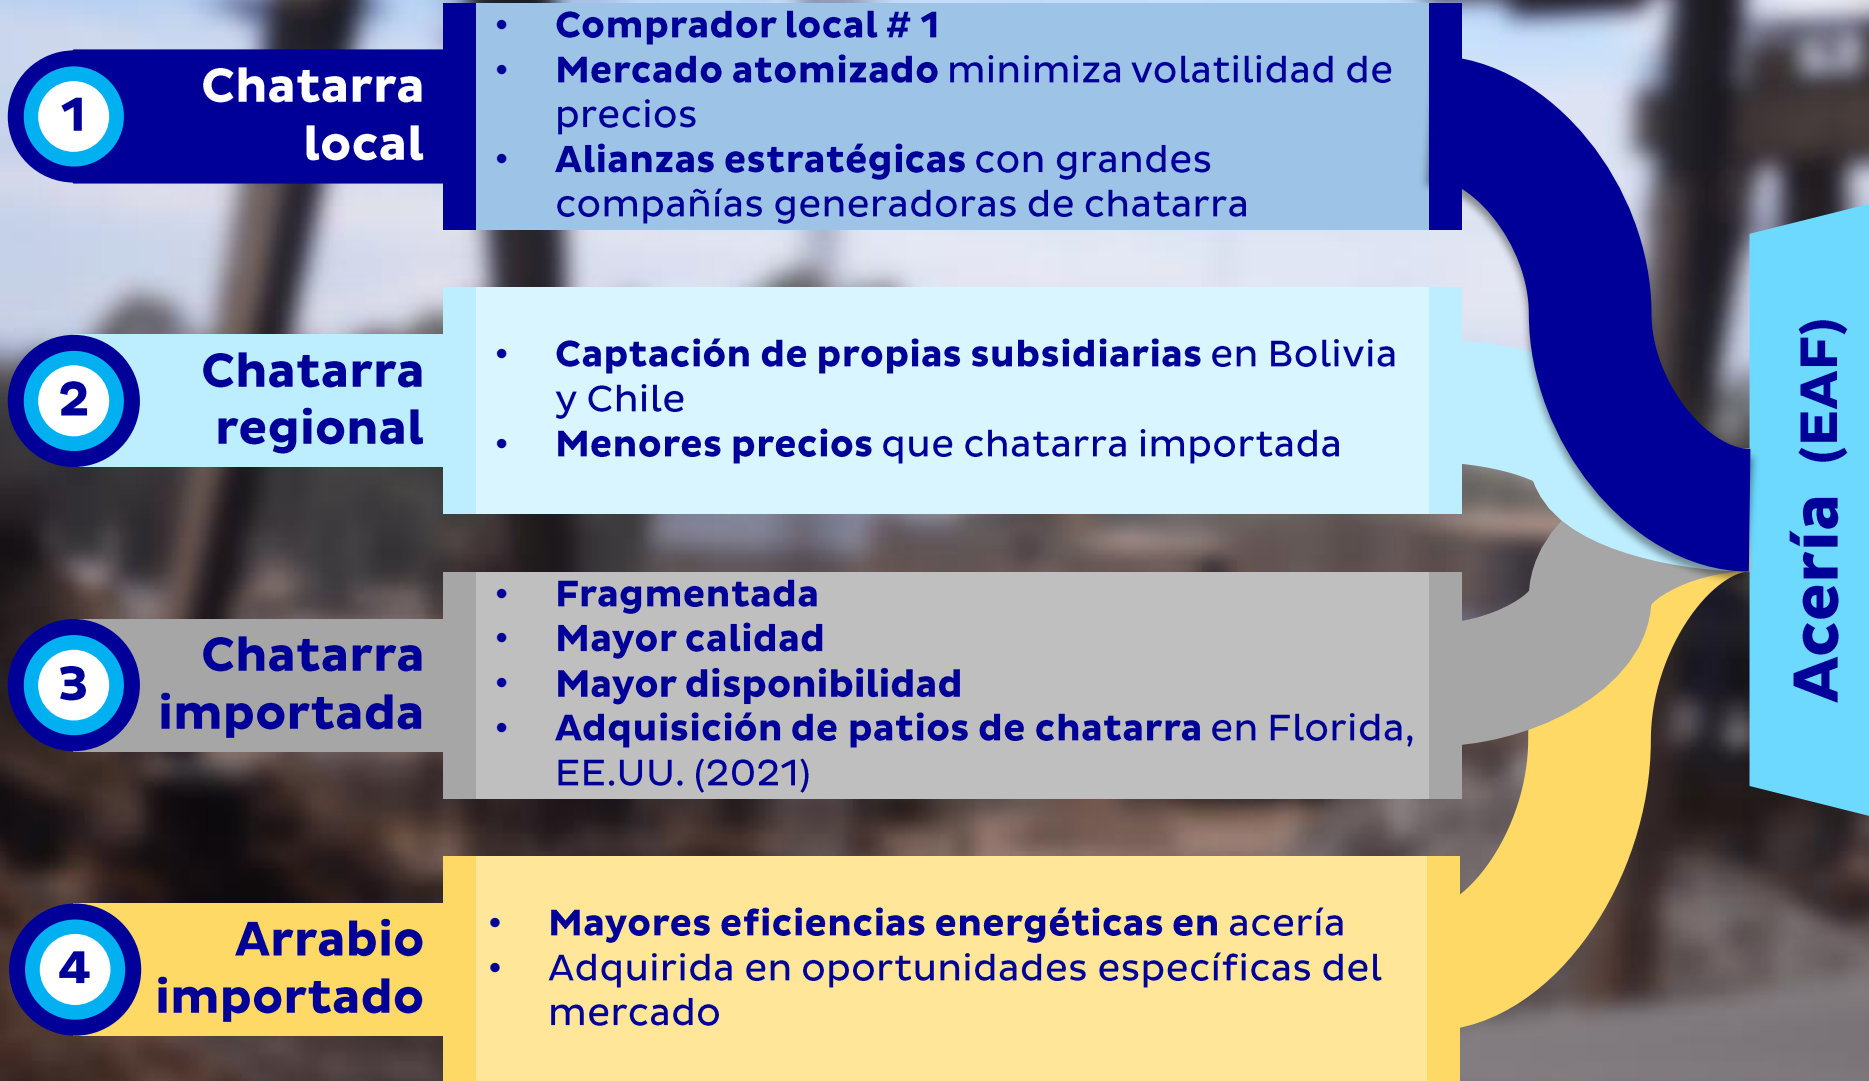 1
Chatarra
local
• Comprador local # 1
• Mercado atomizado minimiza volatilidad de
precios
• Alianzas estratégicas con grandes
compañías generadoras de chatarra
2
Chatarra
regional
• Captación de propias subsidiarias en Bolivia
y Chile
• Menores precios que chatarra importada
3
Chatarra
importada
• Fragmentada
• Mayor calidad
• Mayor disponibilidad
• Adquisición de patios de chatarra en Florida,
EE.UU. (2021)
4
Arrabio
importado
• Mayores eficiencias energéticas en acería
• Adquirida en oportunidades específicas del
mercado
Acería (EAF)